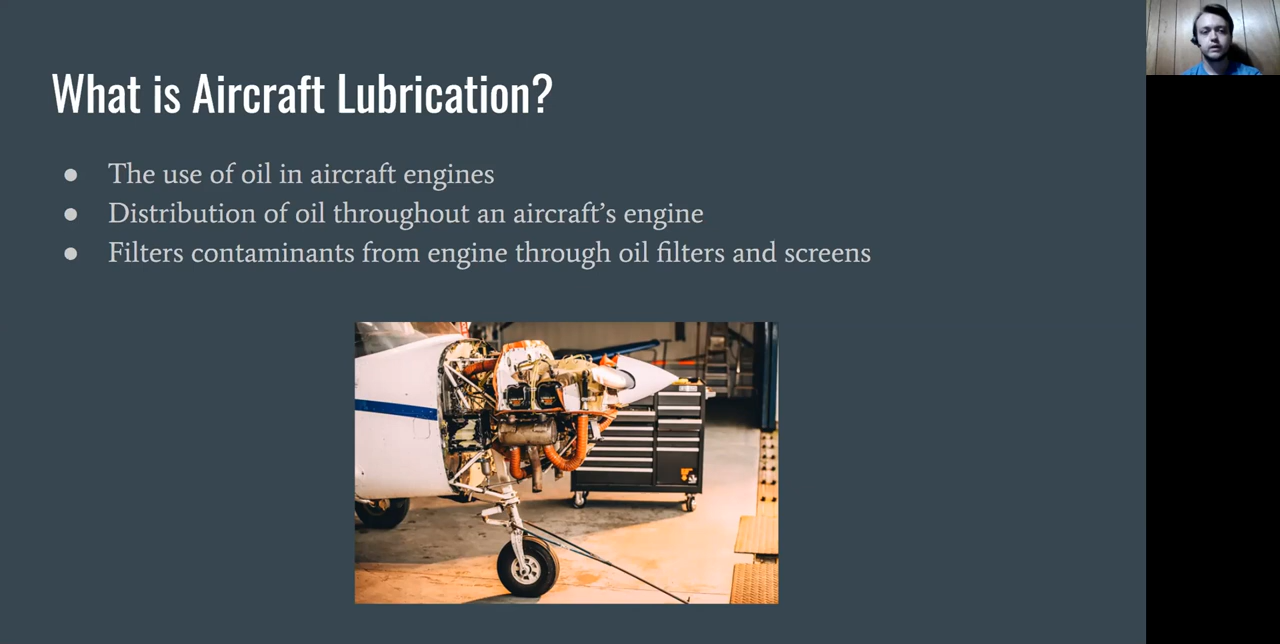 What is Aircraft Lubrication?
● The use of oil in aircraft engines
● Distribution of oil throughout an aircraft’s engine
● Filters contaminants from engine through oil filters and screens